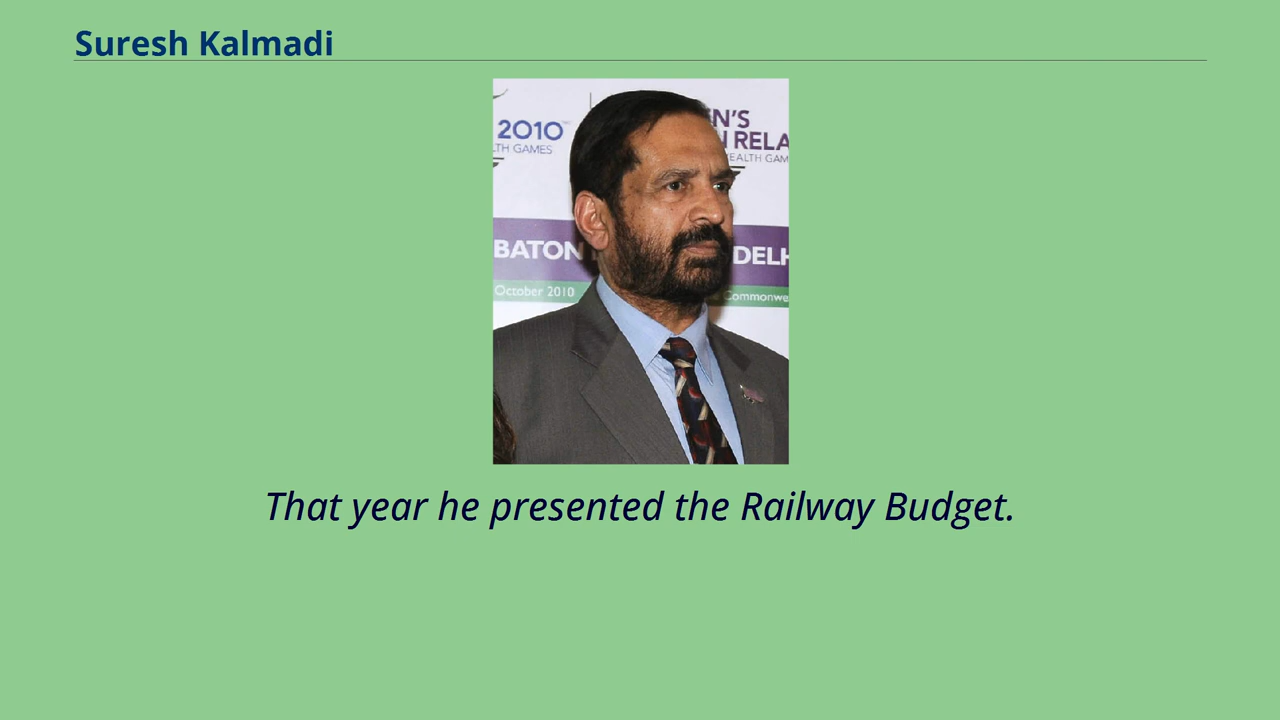 Suresh Kalmadi
2010
EN'S
LTH GAMES
RELA
EALTH GAM
BATON
DELH
October 2010
Commonwe
That year he presented the Railway Budget.